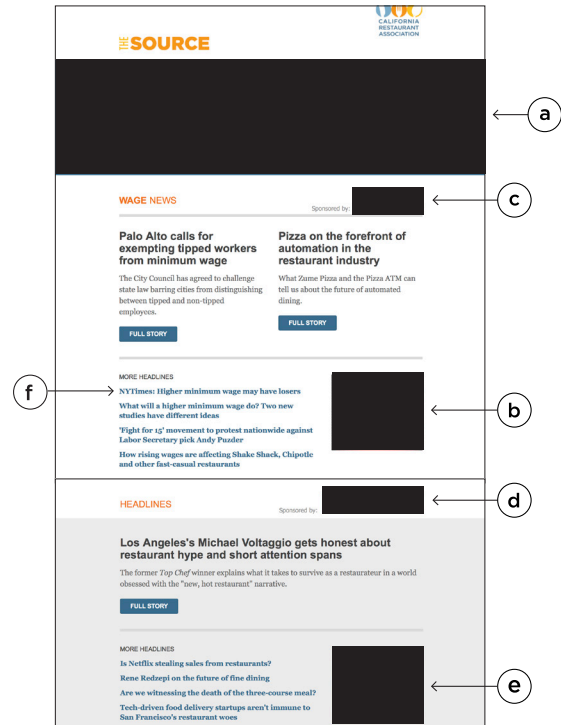 CALIFORNIA
RESTAURANT
ASSOCIATION
THE SOURCE
a
WAGE NEWS
Sponsored by:
c
Palo Alto calls for
exempting tipped workers
from minimum wage
The City Council has agreed to challenge
state law barring cities from distinguishing
between tipped and non-tipped
employees.
FULL STORY
Pizza on the forefront of
automation in the
restaurant industry
What Zume Pizza and the Pizza ATM can
tell us about the future of automated
dining.
FULL STORY
MORE HEADLINES
f
NYTimes: Higher minimum wage may have losers
What will a higher minimum wage do? Two new
studies have different ideas
'Fight for 15' movement to protest nationwide against
Labor Secretary pick Andy Puzder
How rising wages are affecting Shake Shack, Chipotle
and other fast-casual restaurants
b
HEADLINES
Sponsored by:
d
Los Angeles's Michael Voltaggio gets honest about
restaurant hype and short attention spans
The former Top Chef winner explains what it takes to survive as a restaurateur in a world
obsessed with the "new, hot restaurant" narrative.
FULL STORY
MORE HEADLINES
Is Netflix stealing sales from restaurants?
Rene Redzepi on the future of fine dining
Are we witnessing the death of the three-course meal?
Tech-driven food delivery startups aren't immune to
San Francisco's restaurant woes
e